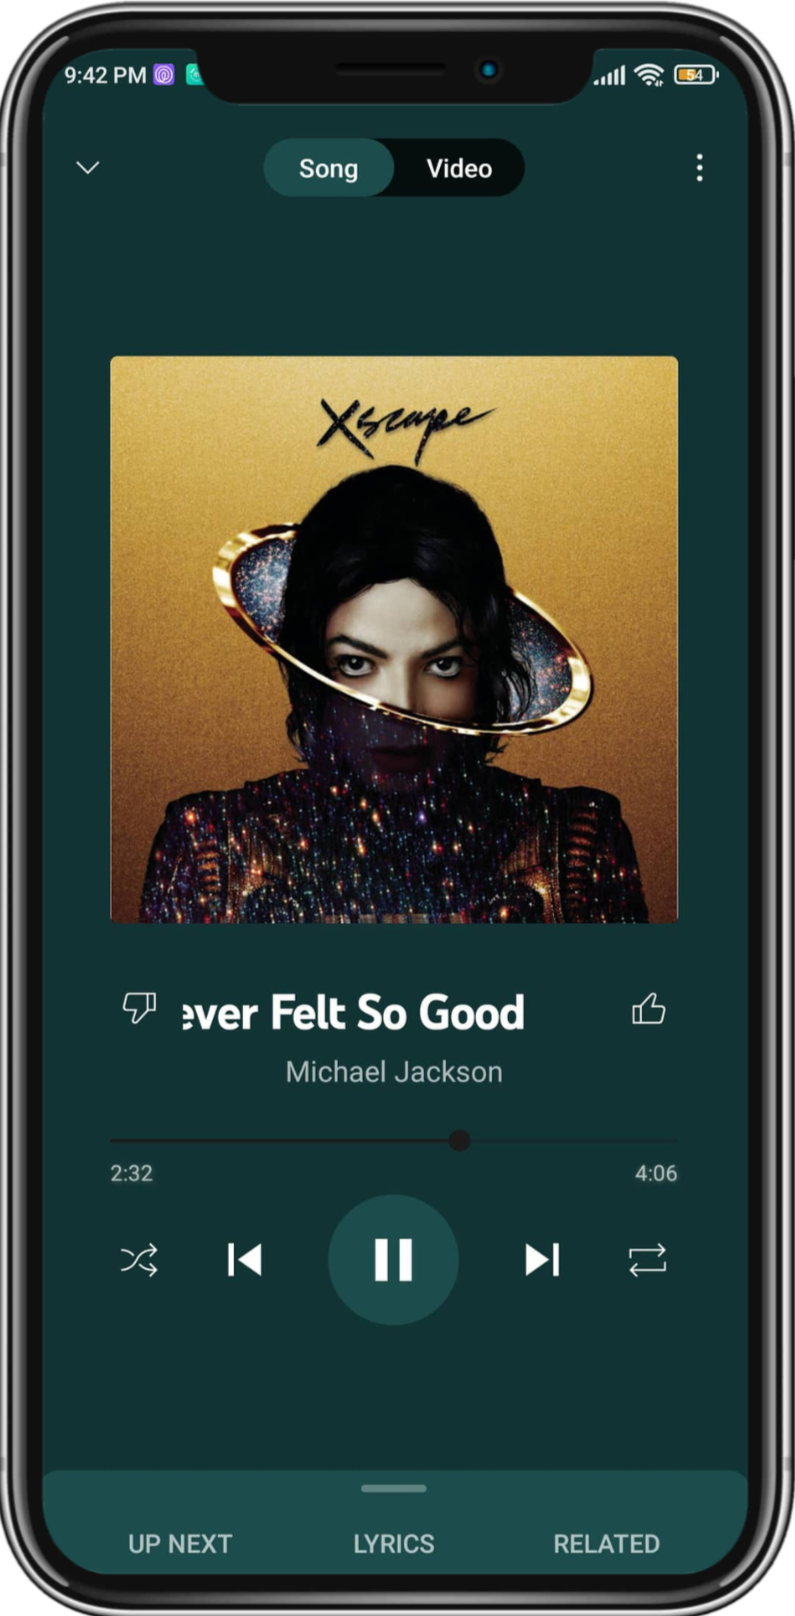 9:42 PM 54
Song Video
Xscape
ever Felt So Good
Michael Jackson
2:32 4:06
UP NEXT LYRICS RELATED